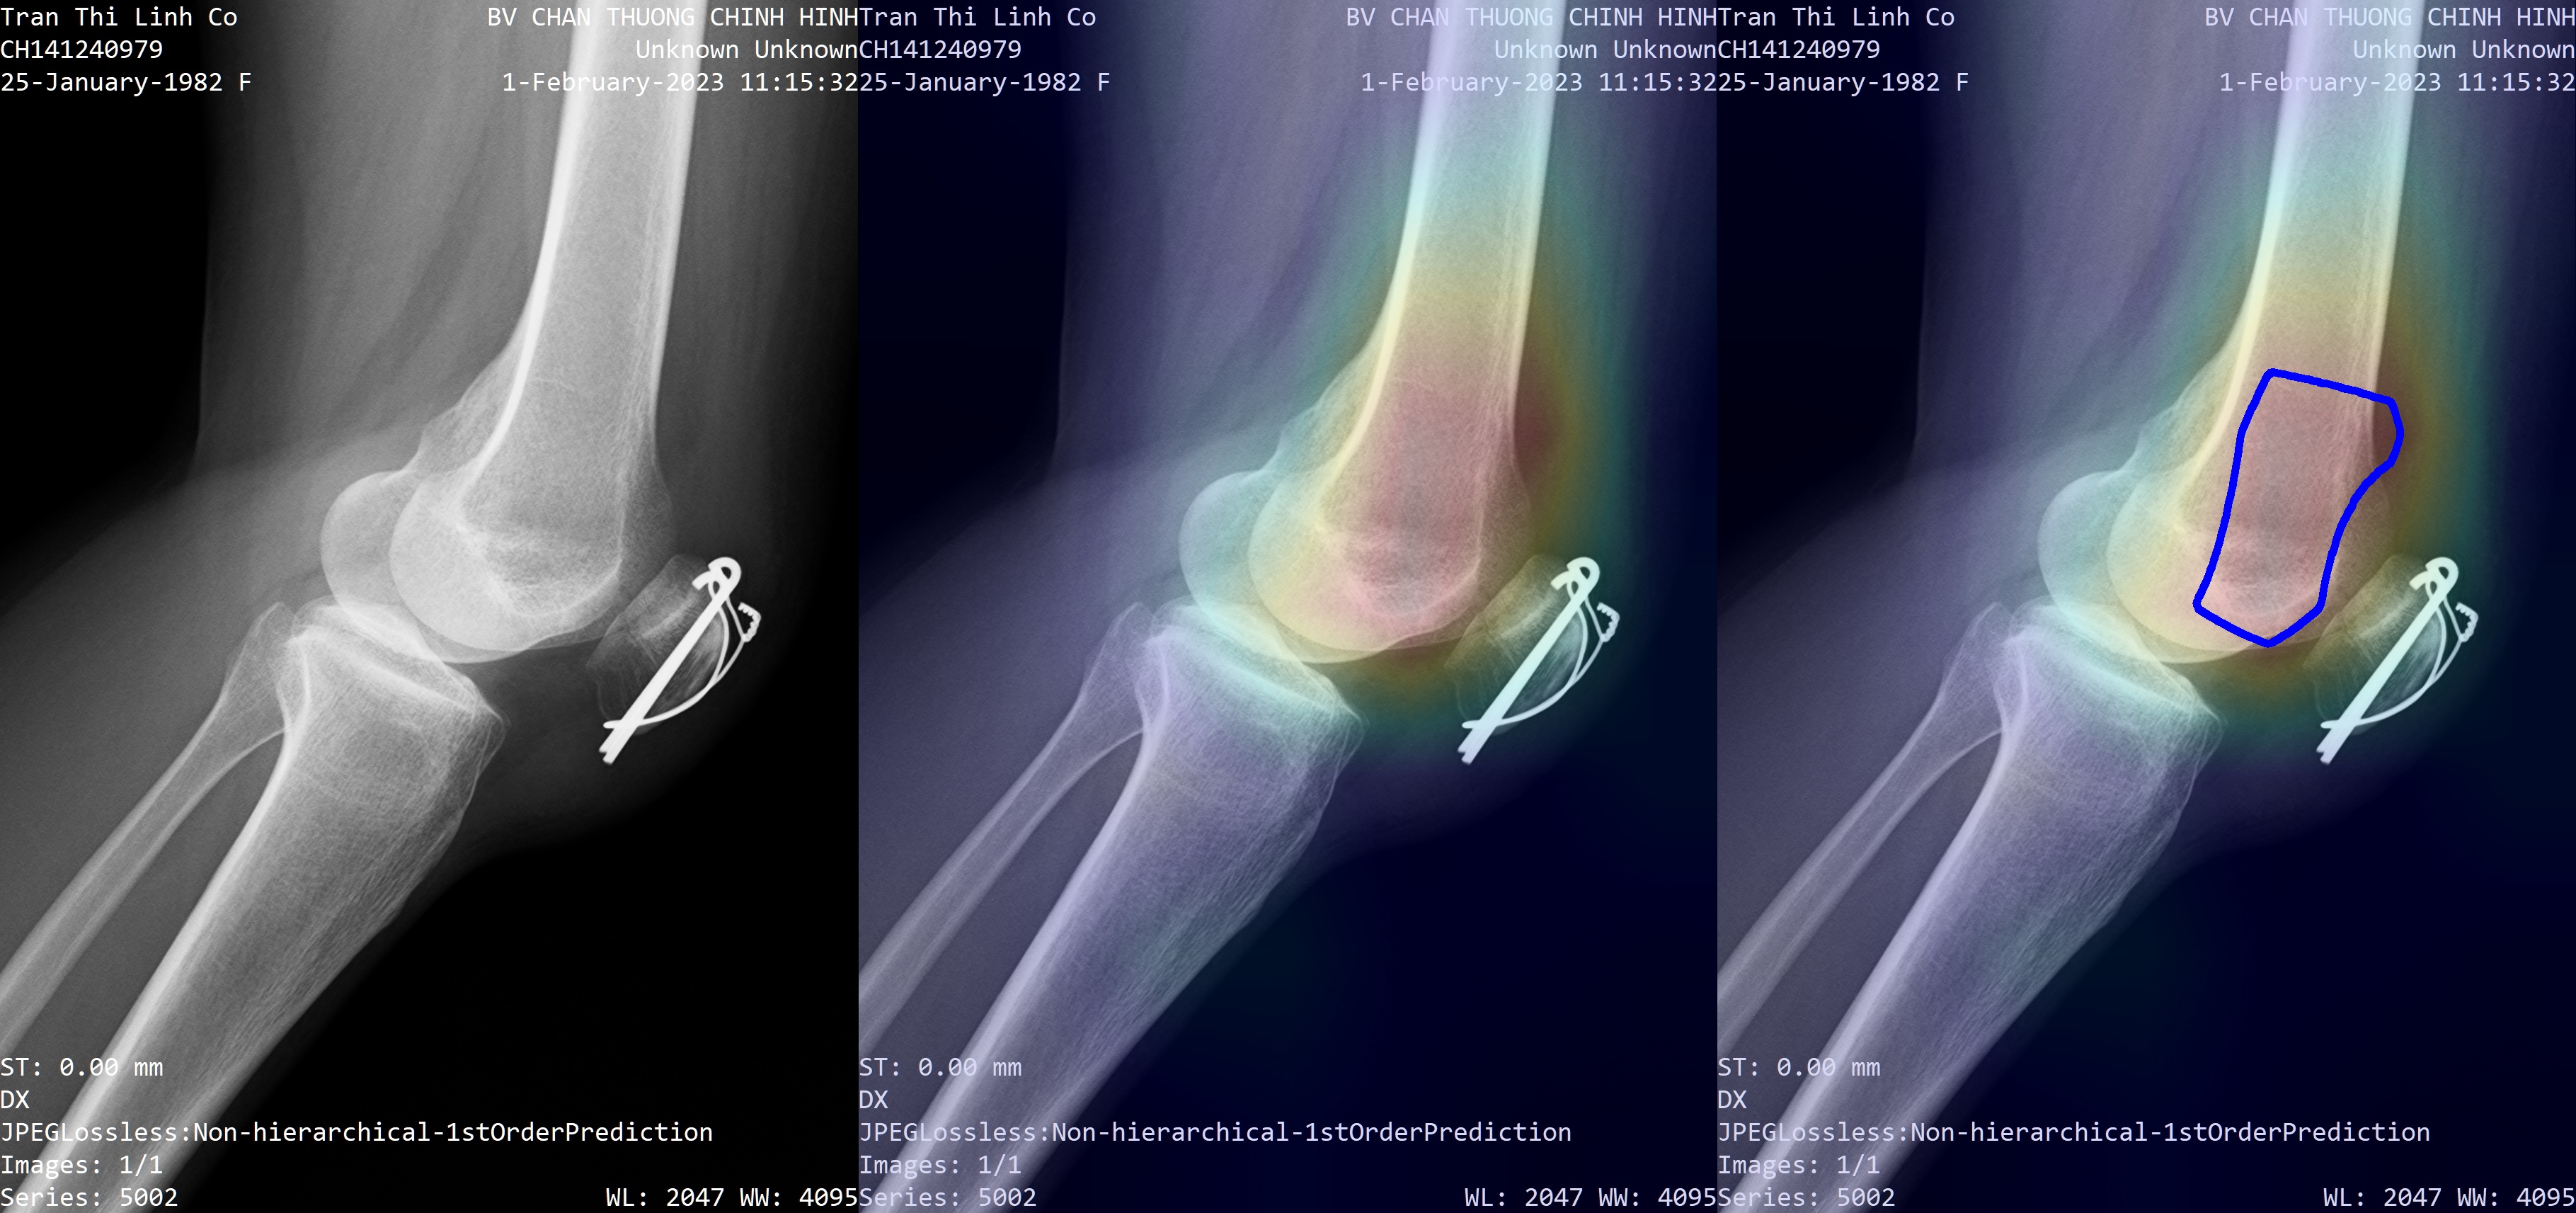 Tran Thi Linh Co
CH141240979
25-January-1982 F
BV CHAN THUONG CHINH HINH
Unknown Unknown
1-February-2023 11:15:32
ST: 0.00 mm
DX
JPEGLossless:Non-hierarchical-1stOrderPrediction
Images: 1/1
Series: 5002
WL: 2047 WW: 4095
Tran Thi Linh Co
CH141240979
25-January-1982 F
BV CHAN THUONG CHINH HINH
Unknown Unknown
1-February-2023 11:15:32
ST: 0.00 mm
DX
JPEGLossless:Non-hierarchical-1stOrderPrediction
Images: 1/1
Series: 5002
WL: 2047 WW: 4095
Tran Thi Linh Co
CH141240979
25-January-1982 F
BV CHAN THUONG CHINH HINH
Unknown Unknown
1-February-2023 11:15:32
ST: 0.00 mm
DX
JPEGLossless:Non-hierarchical-1stOrderPrediction
Images: 1/1
Series: 5002
WL: 2047 WW: 4095